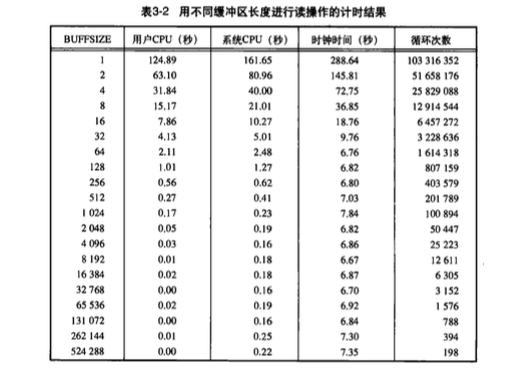 表3-2 用不同缓冲区长度进行读操作的计时结果
BUFFSIZE 用户CPU（秒） 系统CPU（秒） 时钟时间（秒） 循环次数
1 124.89 161.65 288.64 103 316 352
2 63.10 80.96 145.81 51 658 176
4 31.84 40.00 72.75 25 829 088
8 15.17 21.01 36.85 12 914 544
16 7.86 10.27 18.76 6 457 272
32 4.13 5.01 9.76 3 228 636
64 2.11 2.48 6.76 1 614 318
128 1.01 1.27 6.82 807 159
256 0.56 0.62 6.80 403 579
512 0.27 0.41 7.03 201 789
1 024 0.17 0.23 7.84 100 894
2 048 0.05 0.19 6.82 50 447
4 096 0.03 0.16 6.86 25 223
8 192 0.01 0.18 6.67 12 611
16 384 0.02 0.18 6.87 6 305
32 768 0.00 0.16 6.70 3 152
65 536 0.02 0.19 6.92 1 576
131 072 0.00 0.16 6.84 788
262 144 0.01 0.25 7.30 394
524 288 0.00 0.22 7.35 198